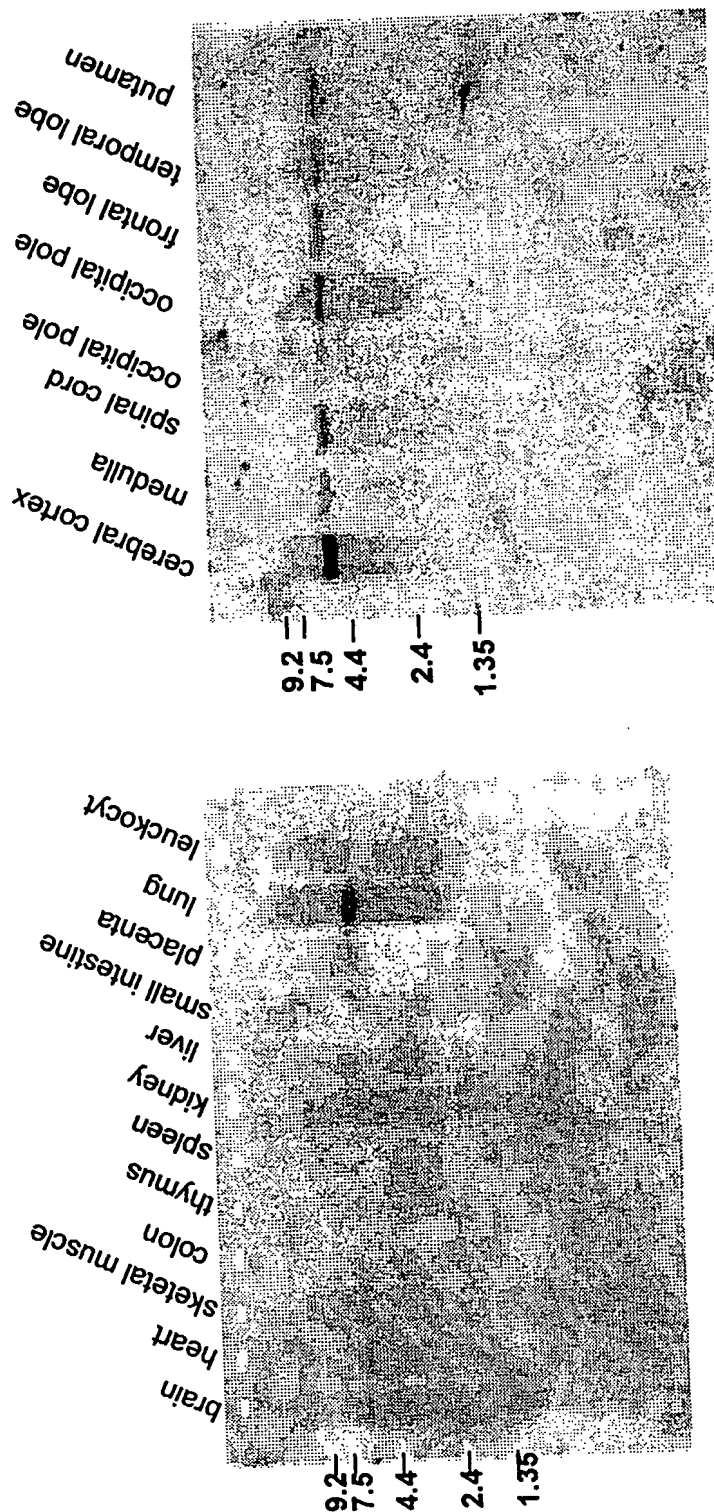 putamen
temporal lobe
frontal lobe
occipital pole
occipital pole
spinal cord
medulla
cerebral cortex
9.2
7.5
4.4
2.4
1.35
leuckocyt
lung
placenta
small intestine
liver
kidney
spleen
thymus
colon
sketetal muscle
heart
brain
9.2
7.5
4.4
2.4
1.35